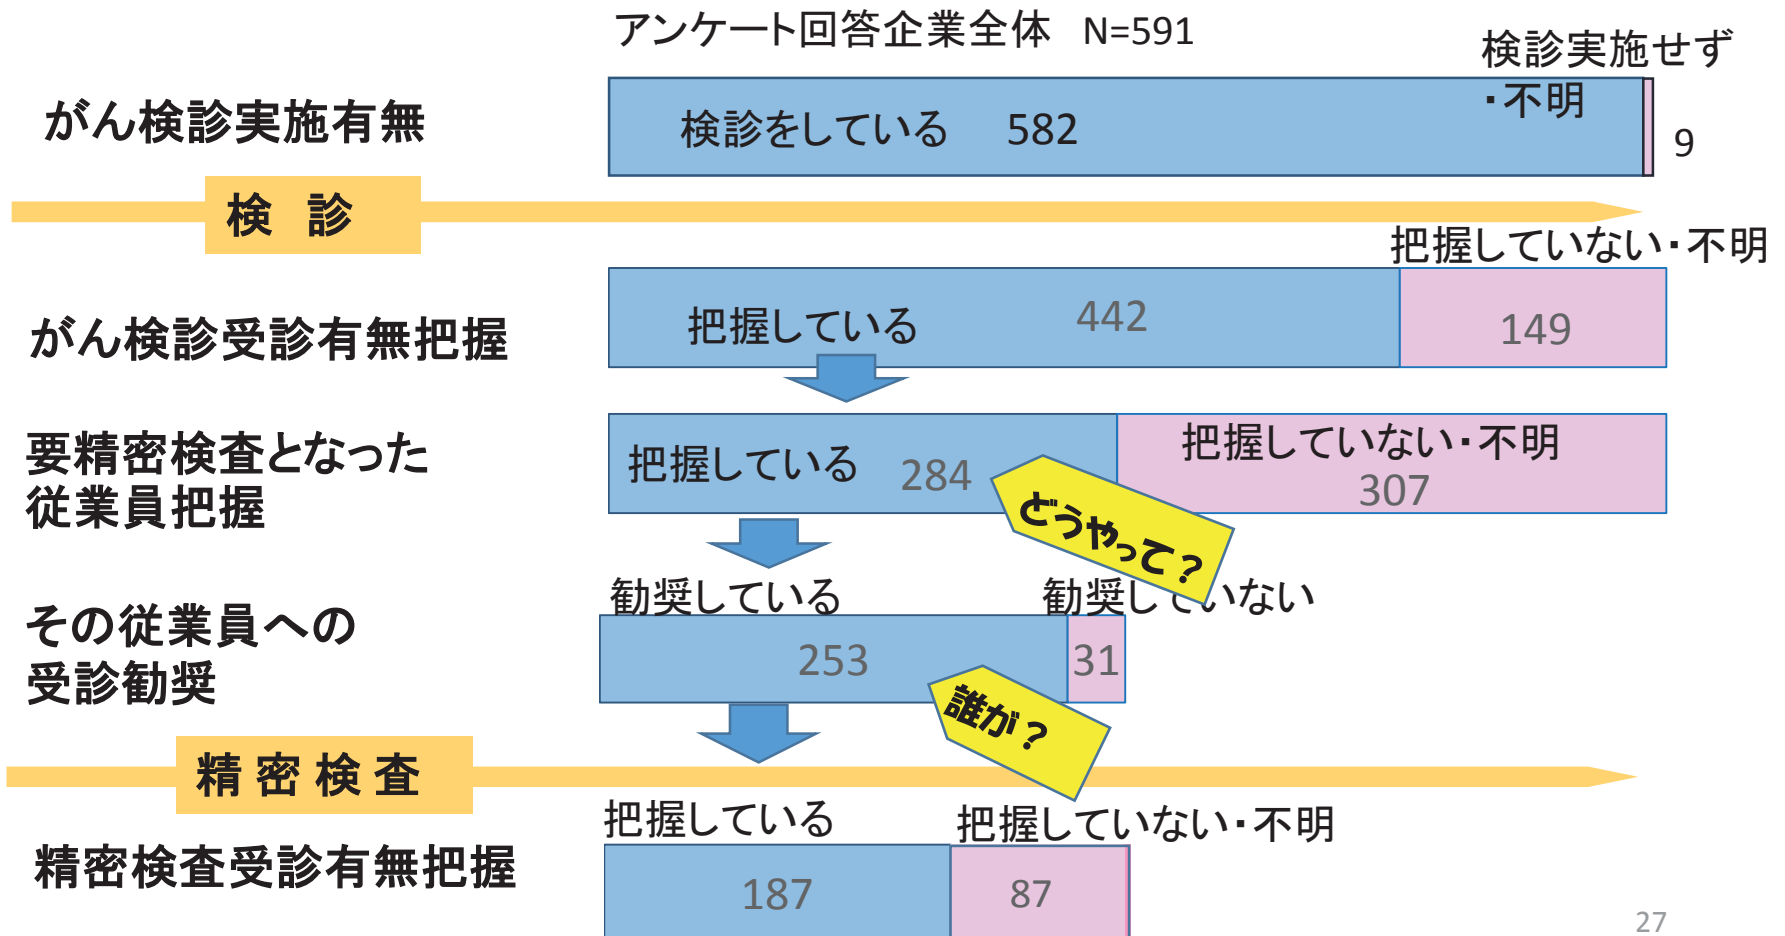 アンケート回答企業全体 N=591
検診実施せず
・不明
がん検診実施有無
検診をしている 582
9
検 診
把握していない・不明
がん検診受診有無把握
把握している 442
149
要精密検査となった
従業員把握
把握している 284
把握していない・不明
307
どうやって？
勧奨している
勧奨していない
その従業員への
受診勧奨
253
31
誰が？
精密検査
把握している
把握していない・不明
精密検査受診有無把握
187
87
27